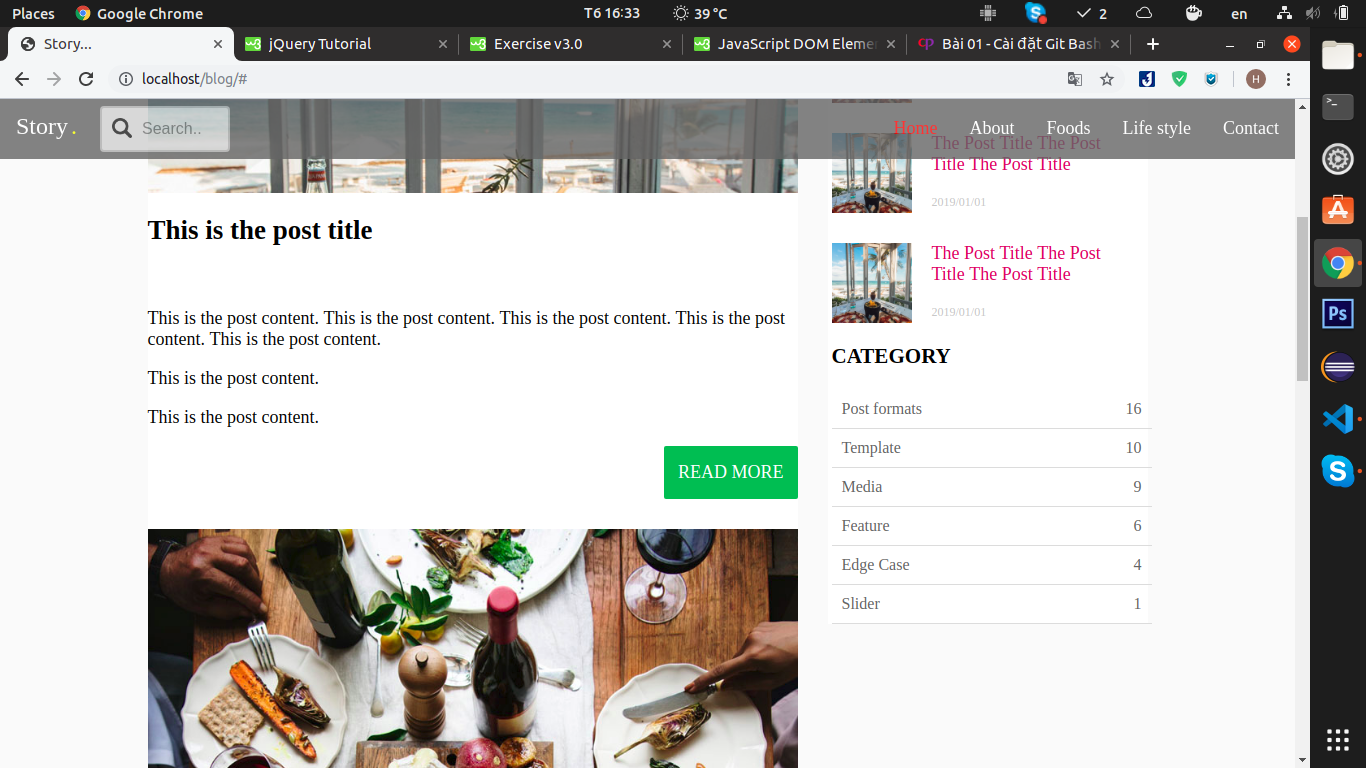 Places Google Chrome T6 16:33 39 °C 2 en
Story... jQuery Tutorial Exercise v3.0 JavaScript DOM Eleme Bài 01 - Cài đặt Git Bash
localhost/blog/# H
Story. Search.. Home About Foods Life style Contact
This is the post title
This is the post content. This is the post content. This is the post content. This is the post
content. This is the post content.
This is the post content.
This is the post content.
READ MORE
The Post Title The Post
Title The Post Title
2019/01/01
The Post Title The Post
Title The Post Title
2019/01/01
CATEGORY
Post formats 16
Template 10
Media 9
Feature 6
Edge Case 4
Slider 1
Ps